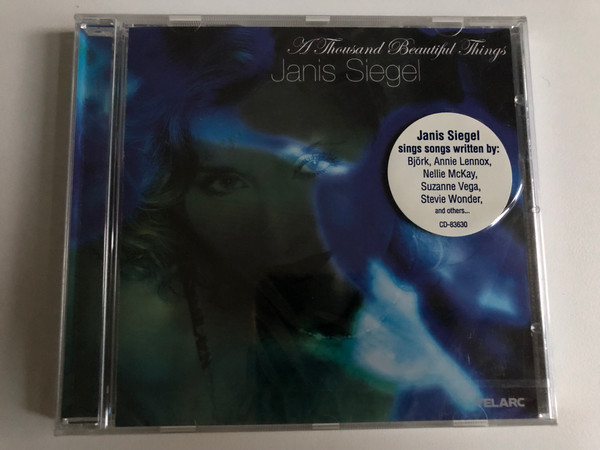 A Thousand Beautiful Things
Janis Siegel
Janis Siegel
sings songs written by:
Björk, Annie Lennox,
Nellie McKay,
Suzanne Vega,
Stevie Wonder,
and others...
CD-83630
TELARC